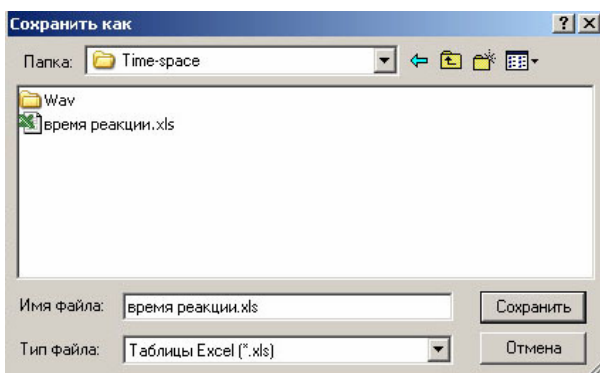 Сохранить как
Папка: Time-space
Wav
время реакции.xls
Имя файла: время реакции.xls Сохранить
Тип файла: Таблицы Excel (*.xls) Отмена